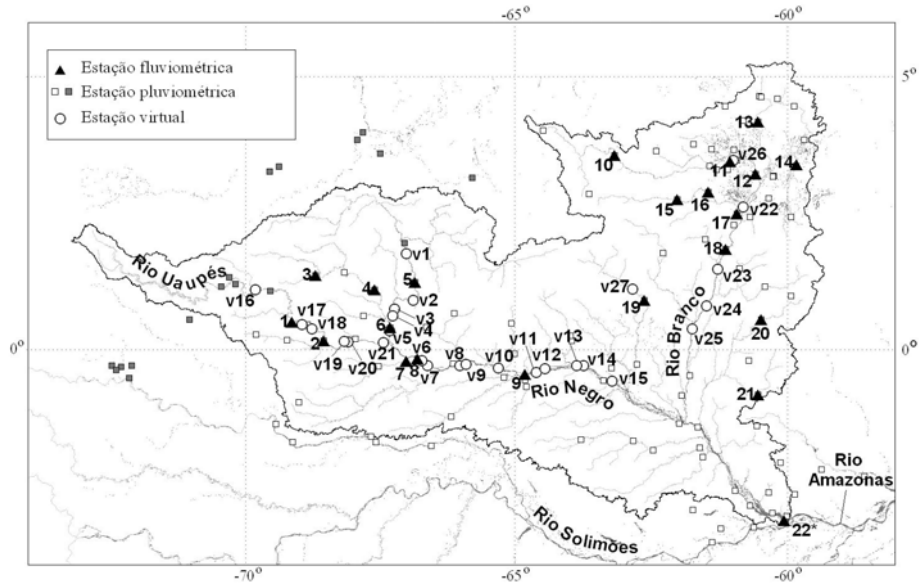 -65°
-60°
5°
0°
-70°
-65°
-60°
Estação fluviométrica
Estação pluviométrica
Estação virtual
13
10
v26
11
14
12
16
15
v22
17
18
v1
Rio Uaupés
3
5
v23
v16
4
v27
v2
v24
19
v17
v3
1
v18
6
v4
Rio Branco
20
v25
v5
v11
v13
2
v6
v8
v10
v12
v14
v19
v21
v20
7
8
v7
v9
9
v15
Rio Negro
21
Rio
Amazonas
Rio Solimões
22*